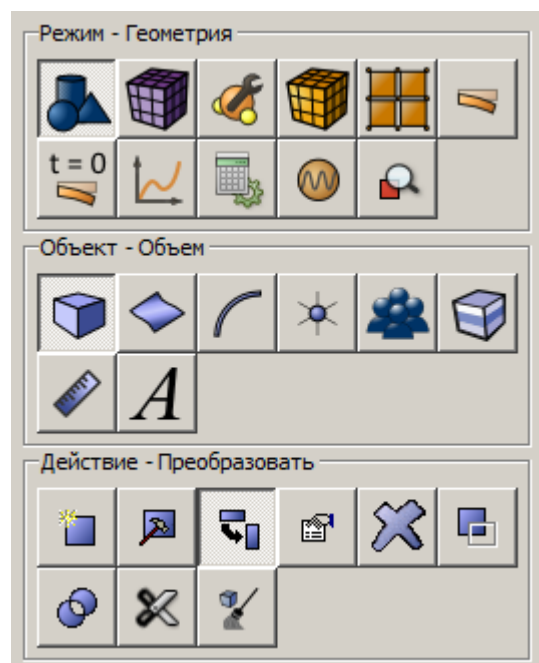 Режим - Геометрия
t = 0
Объект - Объем
A
Действие - Преобразовать